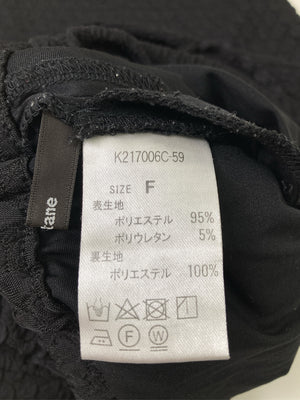 K217006C-59
SIZE F
表生地
ポリエステル 95%
ポリウレタン 5%
裏生地
ポリエステル 100%
F W
tane